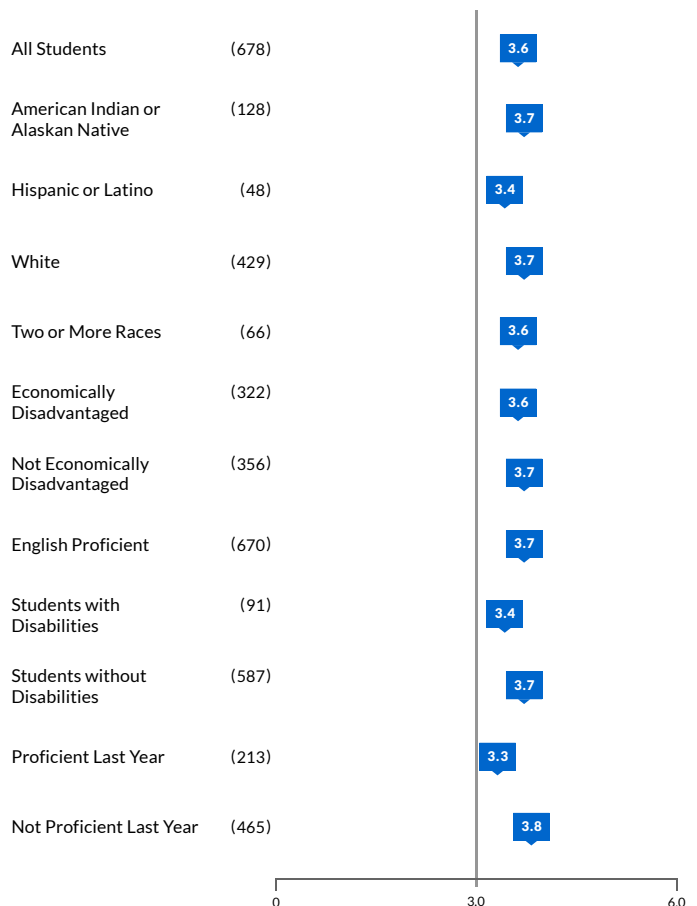 All Students (678) 3.6
American Indian or (128)
Alaskan Native 3.7
Hispanic or Latino (48) 3.4
White (429) 3.7
Two or More Races (66) 3.6
Economically (322)
Disadvantaged 3.6
Not Economically (356)
Disadvantaged 3.7
English Proficient (670) 3.7
Students with (91)
Disabilities 3.4
Students without (587)
Disabilities 3.7
Proficient Last Year (213) 3.3
Not Proficient Last Year (465) 3.8
0 3.0 6.0